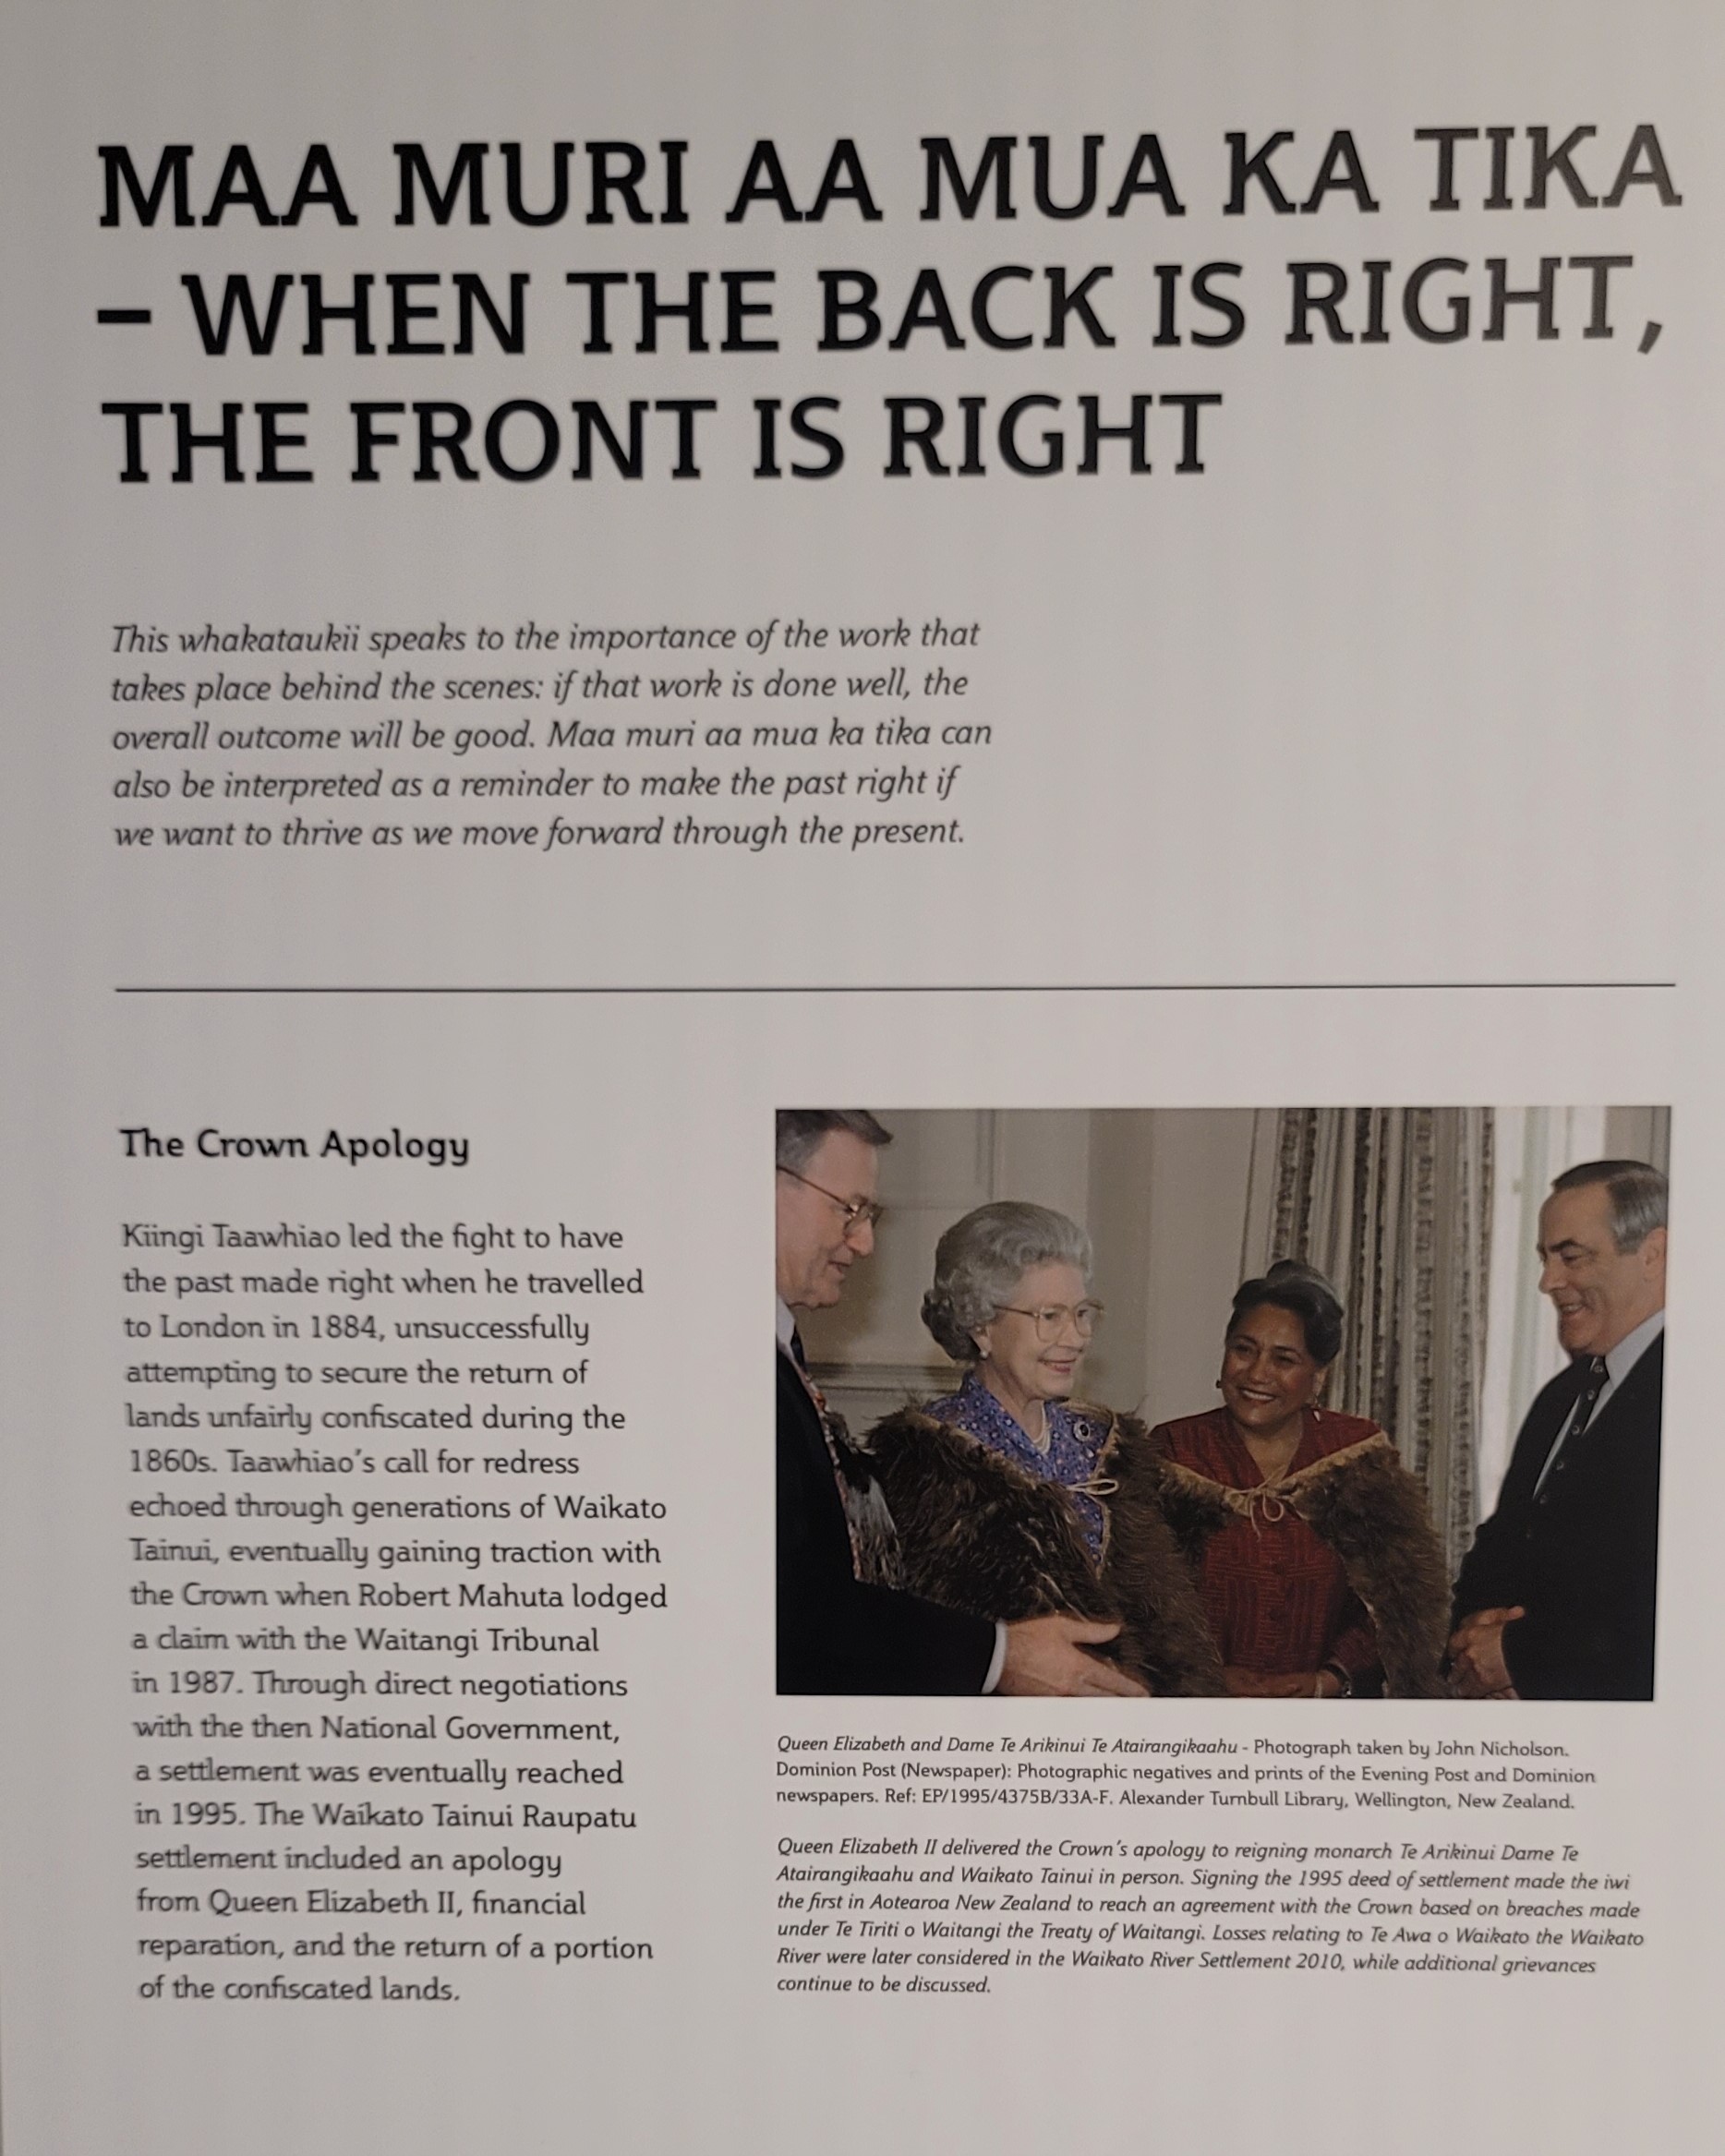 MAA MURI AA MUA KA TIKA
– WHEN THE BACK IS RIGHT,
THE FRONT IS RIGHT
This whakataukii speaks to the importance of the work that
takes place behind the scenes: if that work is done well, the
overall outcome will be good. Maa muri aa mua ka tika can
also be interpreted as a reminder to make the past right if
we want to thrive as we move forward through the present.
The Crown Apology
Kiingi Taawhiao led the fight to have
the past made right when he travelled
to London in 1884, unsuccessfully
attempting to secure the return of
lands unfairly confiscated during the
1860s. Taawhiao's call for redress
echoed through generations of Waikato
Tainui, eventually gaining traction with
the Crown when Robert Mahuta lodged
a claim with the Waitangi Tribunal
in 1987. Through direct negotiations
with the then National Government,
a settlement was eventually reached
in 1995. The Waikato Tainui Raupatu
settlement included an apology
from Queen Elizabeth II, financial
reparation, and the return of a portion
of the confiscated lands.
Queen Elizabeth and Dame Te Arikinui Te Atairangikaahu - Photograph taken by John Nicholson.
Dominion Post (Newspaper): Photographic negatives and prints of the Evening Post and Dominion
newspapers. Ref: EP/1995/4375B/33A-F. Alexander Turnbull Library, Wellington, New Zealand.
Queen Elizabeth II delivered the Crown's apology to reigning monarch Te Arikinui Dame Te
Atairangikaahu and Waikato Tainui in person. Signing the 1995 deed of settlement made the iwi
the first in Aotearoa New Zealand to reach an agreement with the Crown based on breaches made
under Te Tiriti o Waitangi the Treaty of Waitangi. Losses relating to Te Awa o Waikato the Waikato
River were later considered in the Waikato River Settlement 2010, while additional grievances
continue to be discussed.